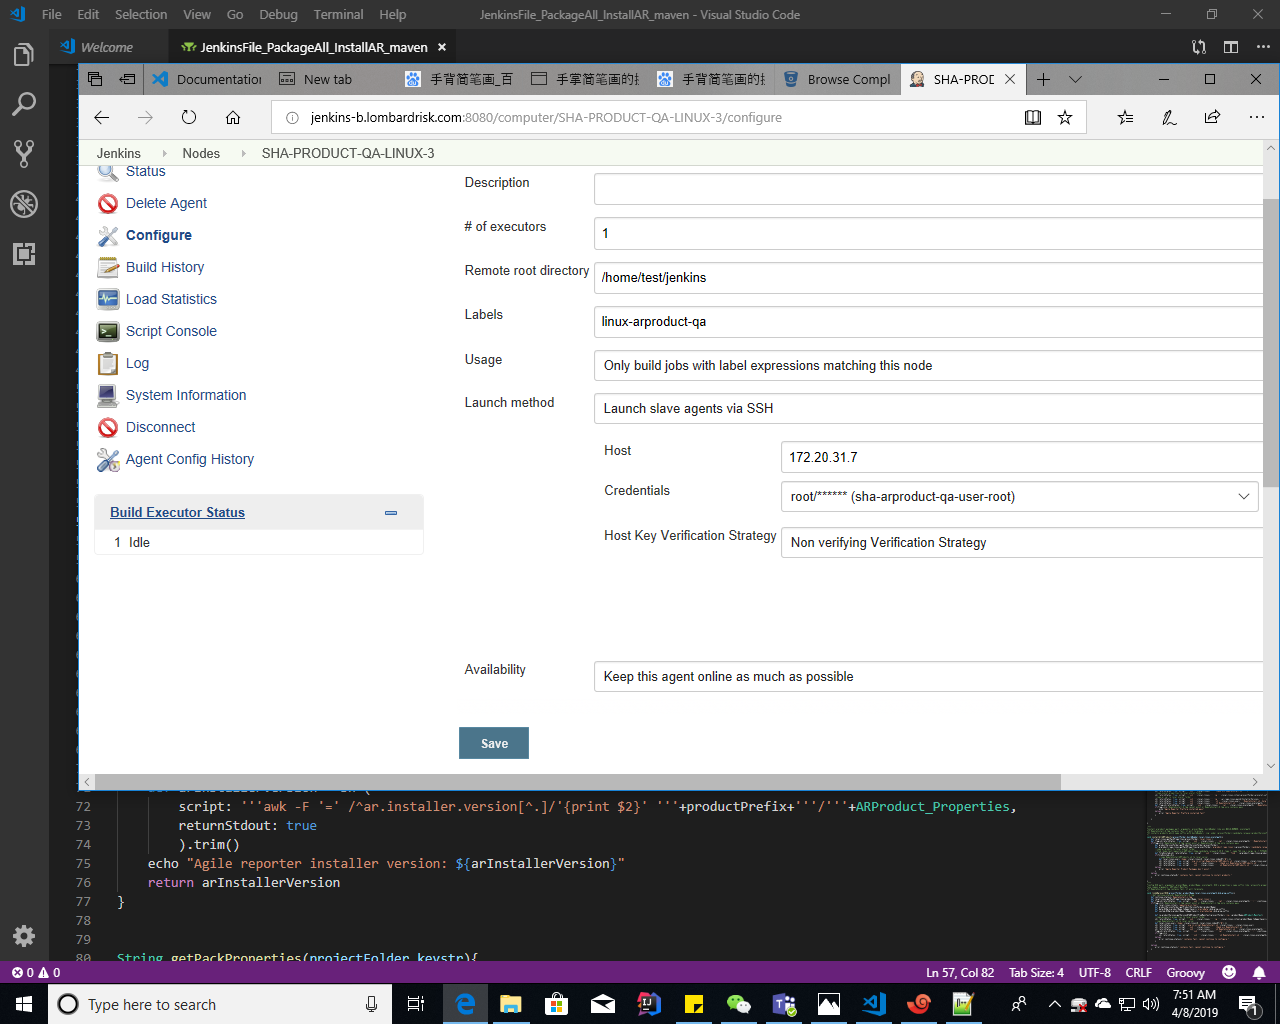 File Edit Selection View Go Debug Terminal Help JenkinsFile_PackageAll_InstallAR_maven - Visual Studio Code
Welcome JenkinsFile_PackageAll_InstallAR_maven
Documentation New tab 手背简笔画_百 手掌简笔画的 手背简笔画的 Browse Compl SHA-PROD
jenkins-b.lombardrisk.com:8080/computer/SHA-PRODUCT-QA-LINUX-3/configure
Jenkins Nodes SHA-PRODUCT-QA-LINUX-3
Status
Delete Agent
Configure
Build History
Load Statistics
Script Console
Log
System Information
Disconnect
Agent Config History
Build Executor Status
1 Idle
Description
# of executors 1
Remote root directory /home/test/jenkins
Labels linux-arproduct-qa
Usage Only build jobs with label expressions matching this node
Launch method Launch slave agents via SSH
Host 172.20.31.7
Credentials root/****** (sha-arproduct-qa-user-root)
Host Key Verification Strategy Non verifying Verification Strategy
Availability Keep this agent online as much as possible
Save
72 script: '''awk -F '=' /^ar.installer.version[^.]/'{print $2}' '''+productPrefix+'''/'''+ARProduct_Properties,
73 returnStdout: true
74 ).trim()
75 echo "Agile reporter installer version: ${arInstallerVersion}"
76 return arInstallerVersion
77 }
78
79
80 String getPackProperties(projectFolder,keystr){
0 0 Ln 57, Col 82 Tab Size: 4 UTF-8 CRLF Groovy
Type here to search
7:51 AM
4/8/2019
1